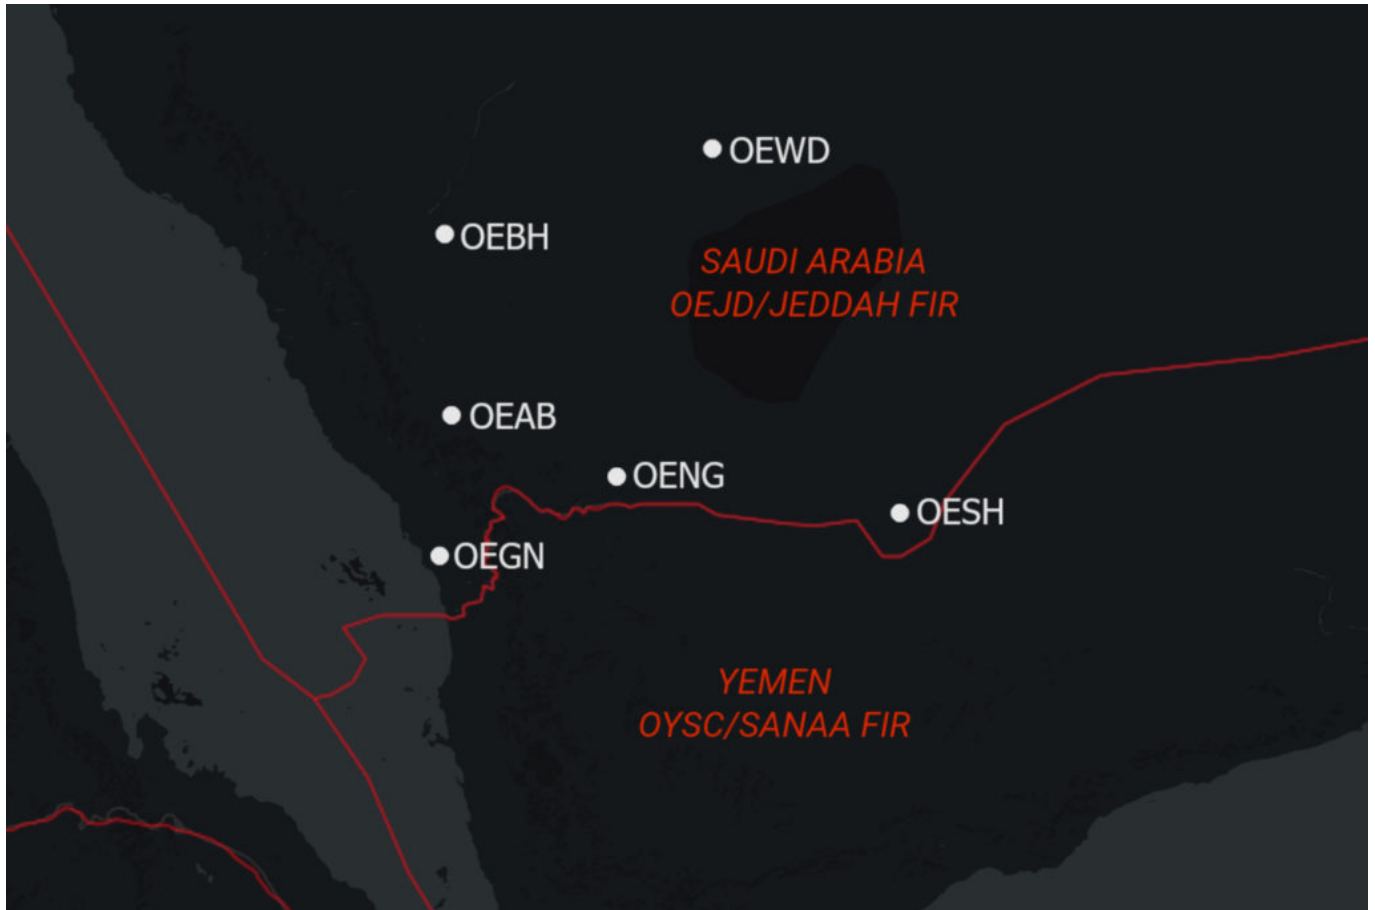 OEWD
OEBH
SAUDI ARABIA
OEJD/JEDDAH FIR
OEAB
OENG
OESH
OEGN
YEMEN
OYSC/SANAA FIR